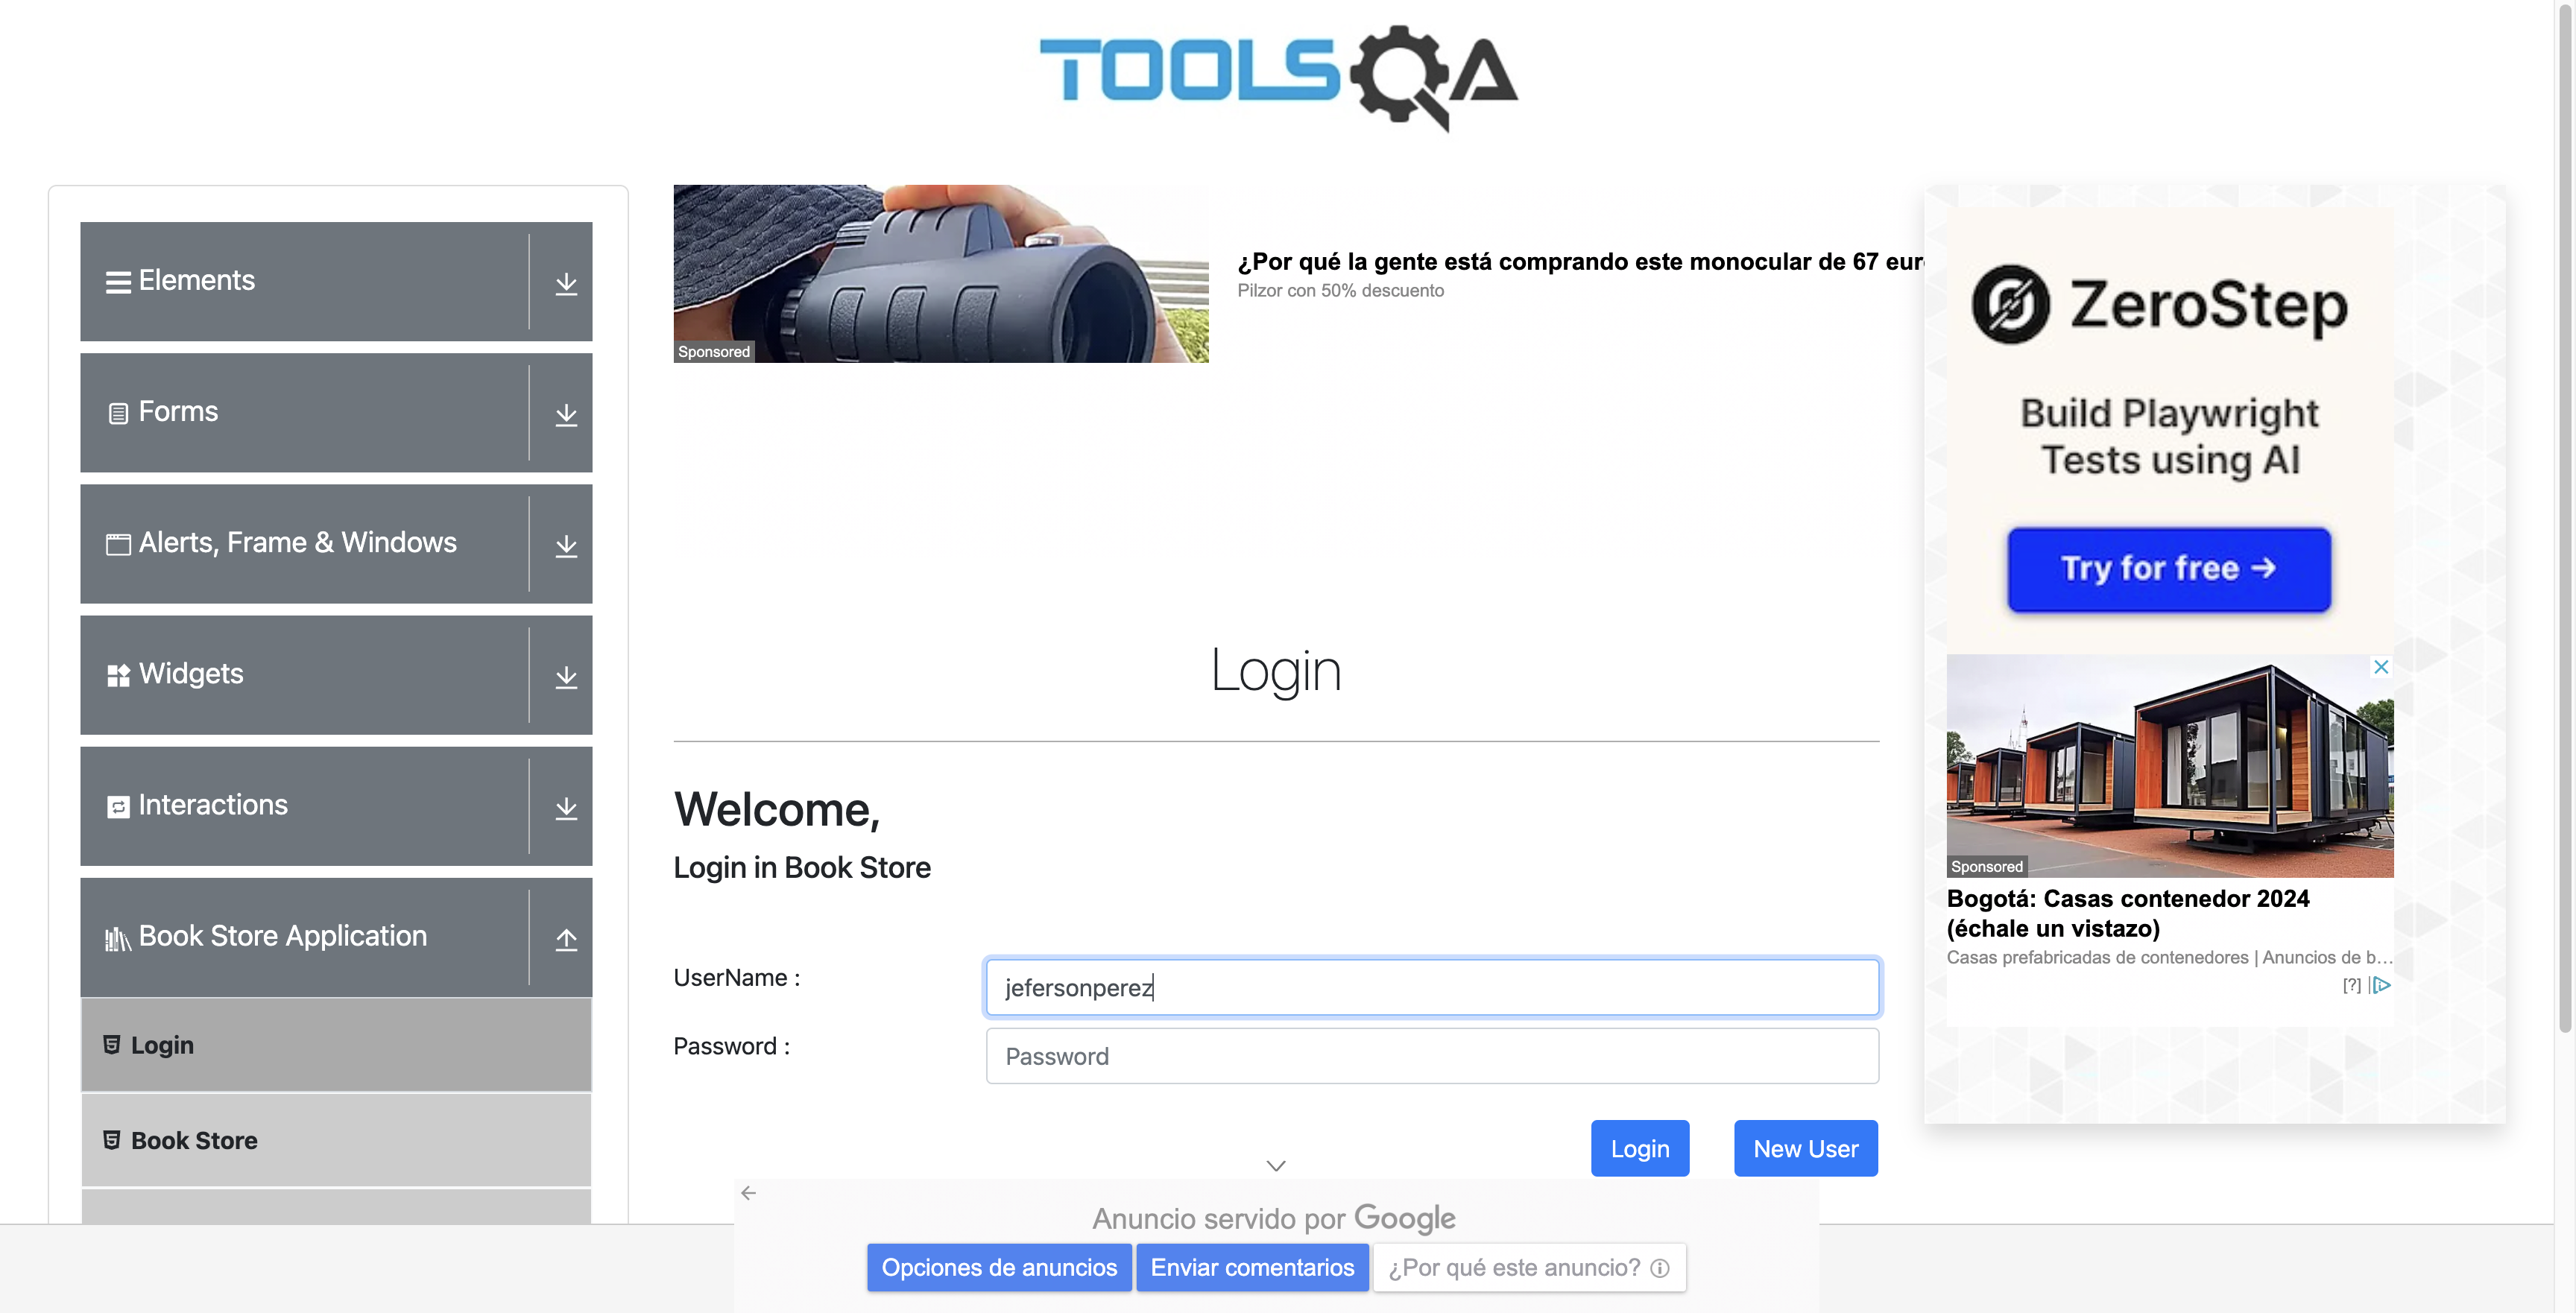 TOOLSQA
Elements
Forms
Alerts, Frame & Windows
Widgets
Interactions
Book Store Application
Login
Book Store
Sponsored
¿Por qué la gente está comprando este monocular de 67 eur
Pilzor con 50% descuento
Login
Welcome,
Login in Book Store
UserName :
jefersonperez
Password :
Password
Login
New User
ZeroStep
Build Playwright
Tests using AI
Try for free →
Sponsored
Bogotá: Casas contenedor 2024
(échale un vistazo)
Casas prefabricadas de contenedores | Anuncios de b…
[?]
Anuncio servido por Google
Opciones de anuncios
Enviar comentarios
¿Por qué este anuncio?